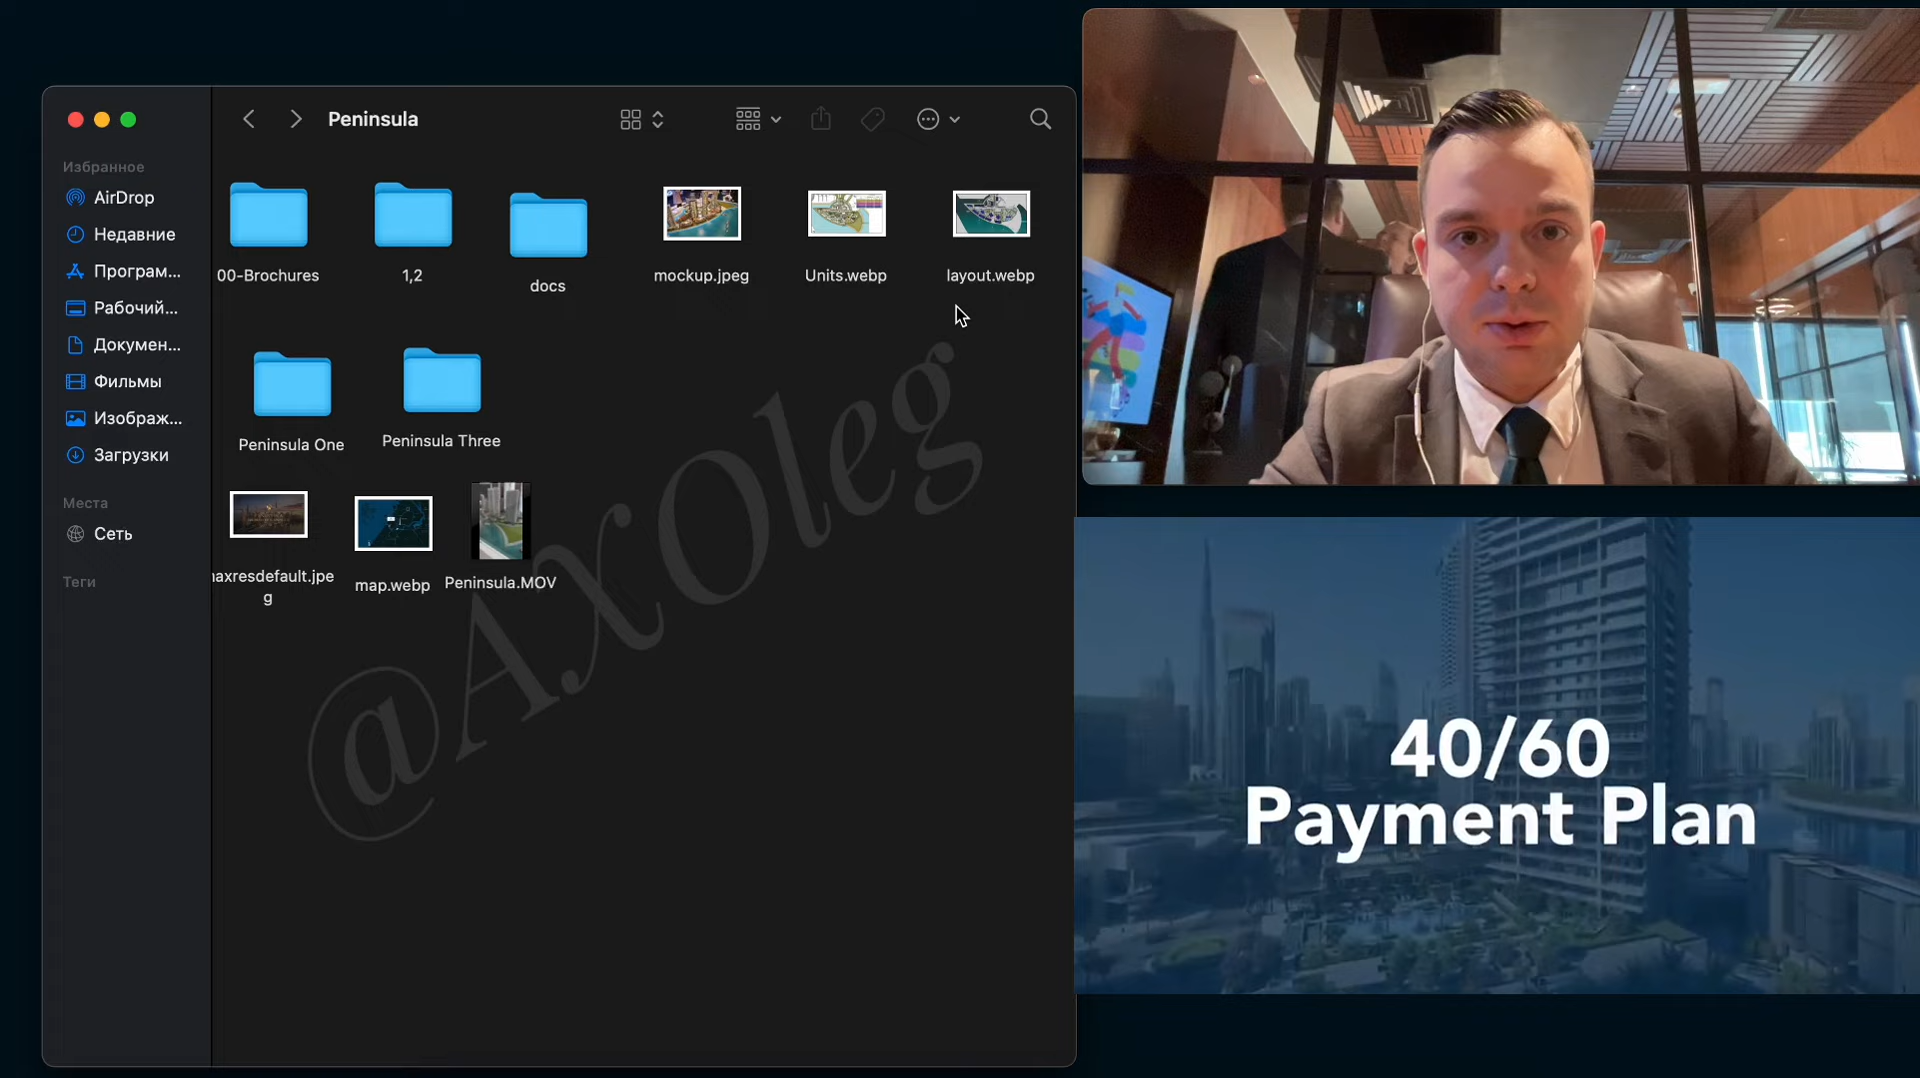 Peninsula
Избранное
AirDrop
Недавние
Програм...
Рабочий...
Докумен...
Фильмы
Изображ...
Загрузки
Места
Сеть
Теги
00-Brochures
1,2
docs
mockup.jpeg
Units.webp
layout.webp
Peninsula One
Peninsula Three
axresdefault.jpe
g
map.webp
Peninsula.MOV
@AXOleg
40/60
Payment Plan